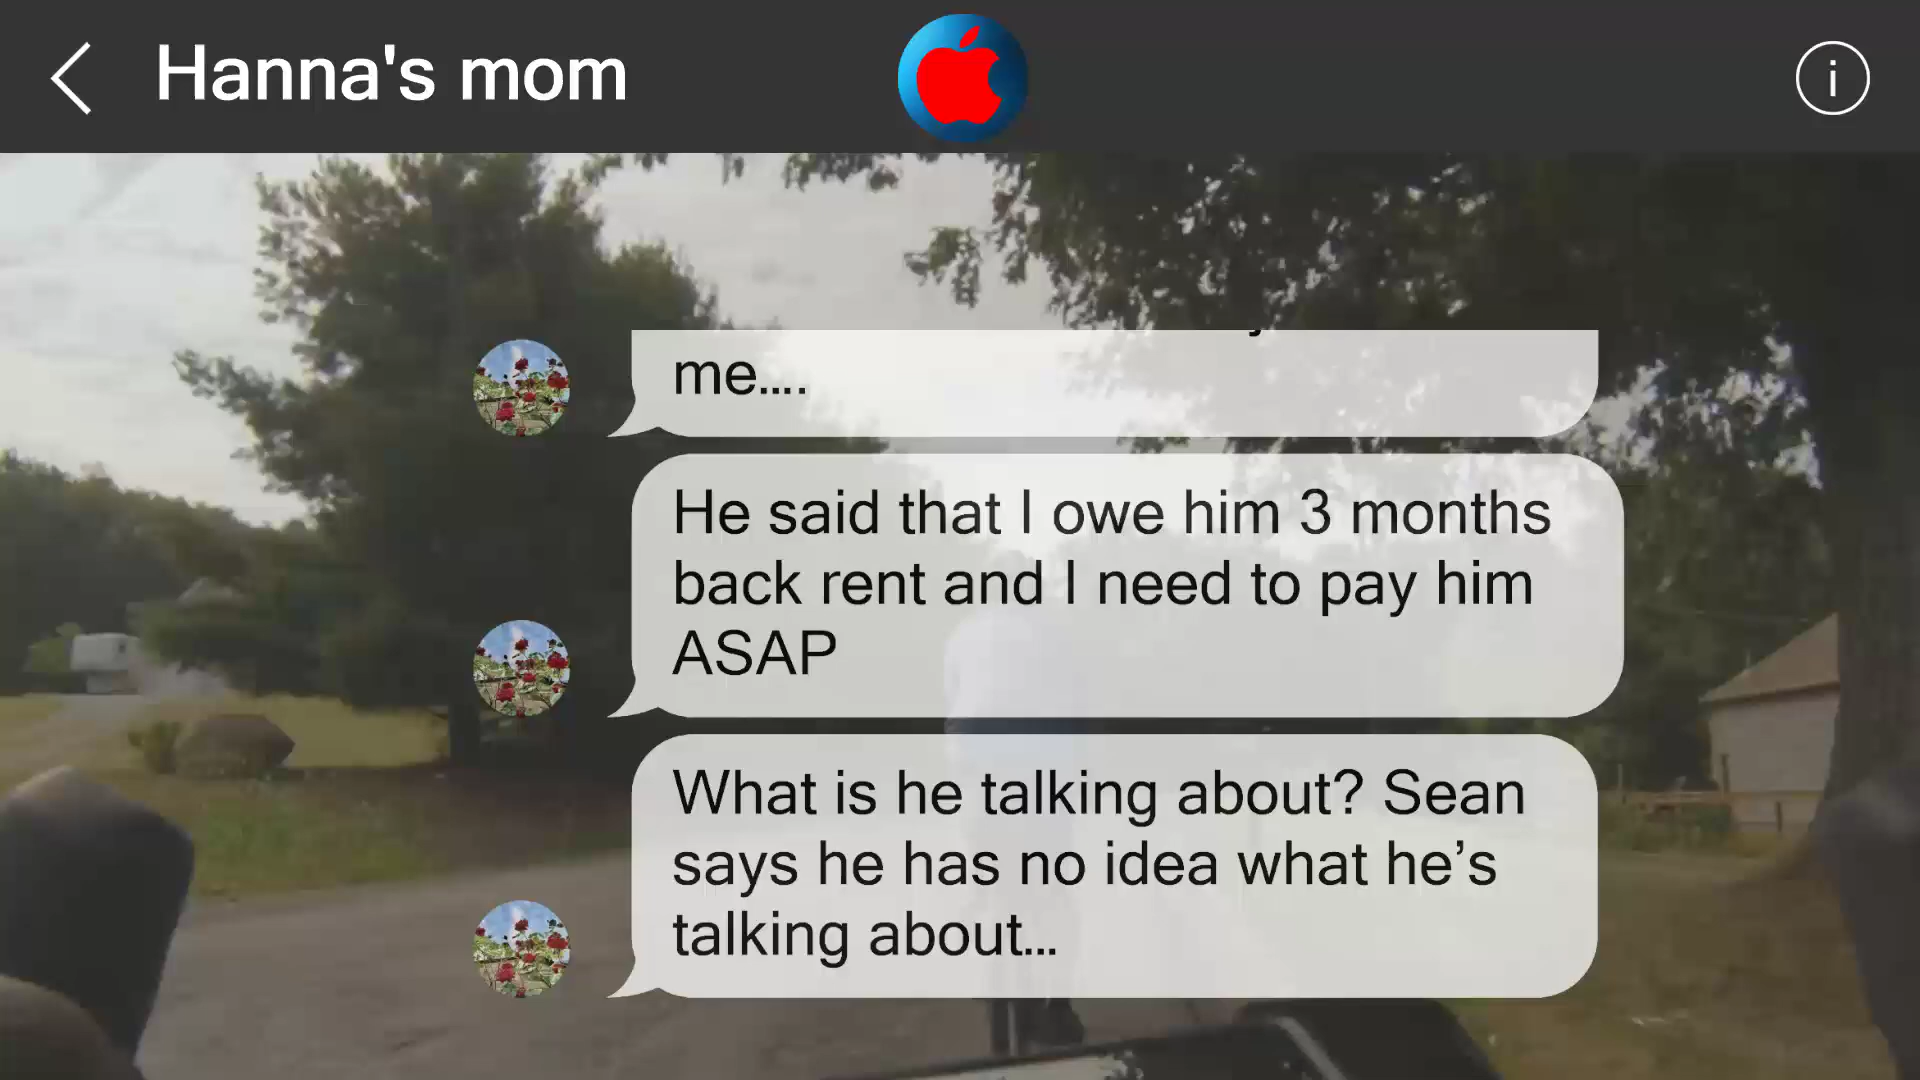 Hanna's mom
i
me....
He said that I owe him 3 months
back rent and I need to pay him
ASAP
What is he talking about? Sean
says he has no idea what he’s
talking about...